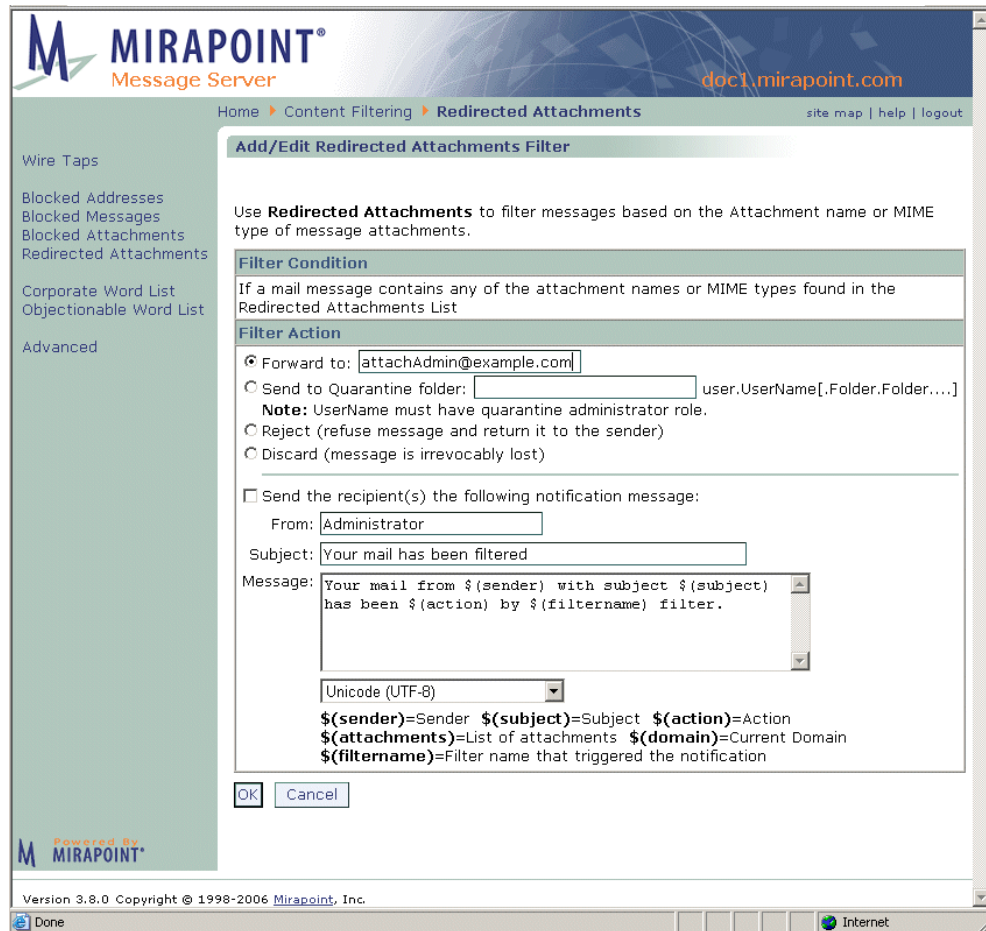 MIRAPOINT®
Message Server
doc1.mirapoint.com
Home Content Filtering Redirected Attachments
site map | help | logout
Wire Taps
Blocked Addresses
Blocked Messages
Blocked Attachments
Redirected Attachments
Corporate Word List
Objectionable Word List
Advanced
Add/Edit Redirected Attachments Filter
Use Redirected Attachments to filter messages based on the Attachment name or MIME
type of message attachments.
Filter Condition
If a mail message contains any of the attachment names or MIME types found in the
Redirected Attachments List
Filter Action
Forward to: attachAdmin@example.com
Send to Quarantine folder: user.UserName[.Folder.Folder....]
Note: UserName must have quarantine administrator role.
Reject (refuse message and return it to the sender)
Discard (message is irrevocably lost)
Send the recipient(s) the following notification message:
From: Administrator
Subject: Your mail has been filtered
Message: Your mail from $(sender) with subject $(subject)
has been $(action) by $(filtername) filter.
Unicode (UTF-8)
$(sender)=Sender $(subject)=Subject $(action)=Action
$(attachments)=List of attachments $(domain)=Current Domain
$(filtername)=Filter name that triggered the notification
OK Cancel
Powered By
MIRAPOINT
Version 3.8.0 Copyright © 1998-2006 Mirapoint, Inc.
Done
Internet